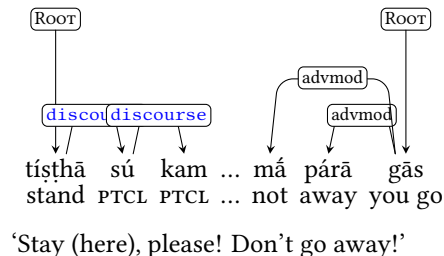 Root Root
advmod
discou discourse advmod
tíṣṭhā sú kam ... mā́ párā gās
stand PTCL PTCL ... not away you go
‘Stay (here), please! Don’t go away!’